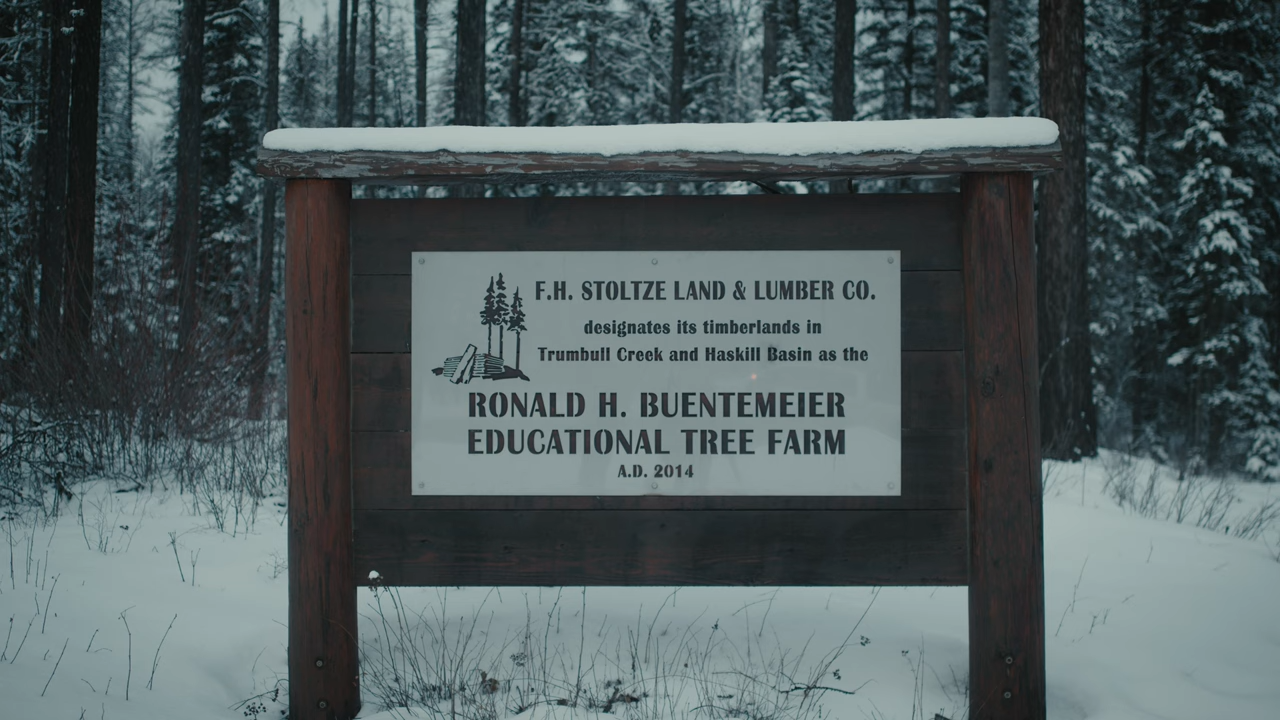 F.H. STOLTZE LAND & LUMBER CO.
designates its timberlands in
Trumbull Creek and Haskill Basin as the
RONALD H. BUENTEMEIER
EDUCATIONAL TREE FARM
A.D. 2014